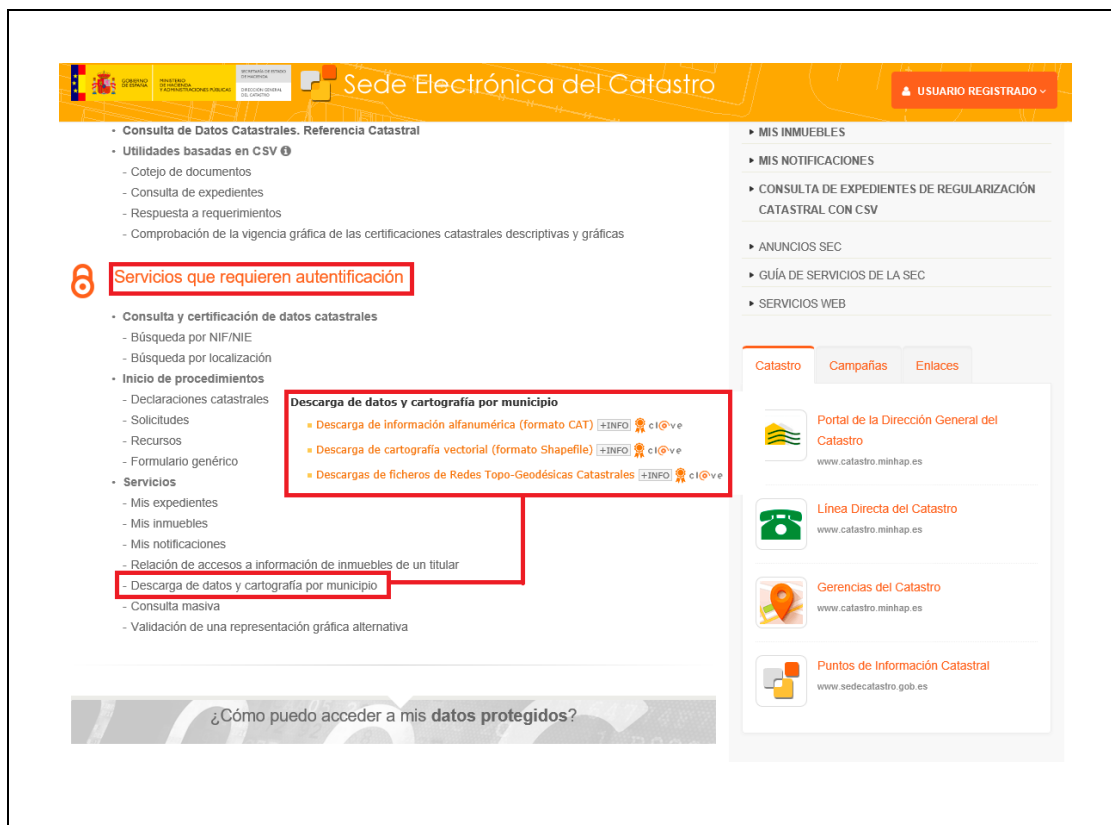 GOBIERNO
DE ESPAÑA
MINISTERIO
DE HACIENDA
Y ADMINISTRACIONES PÚBLICAS
SECRETARÍA DE ESTADO
DE HACIENDA
DIRECCIÓN GENERAL
DEL CATASTRO
Sede Electrónica del Catastro
USUARIO REGISTRADO
• Consulta de Datos Catastrales. Referencia Catastral
• Utilidades basadas en CSV
- Cotejo de documentos
- Consulta de expedientes
- Respuesta a requerimientos
- Comprobación de la vigencia gráfica de las certificaciones catastrales descriptivas y gráficas
Servicios que requieren autentificación
• Consulta y certificación de datos catastrales
- Búsqueda por NIF/NIE
- Búsqueda por localización
• Inicio de procedimientos
- Declaraciones catastrales
- Solicitudes
- Recursos
- Formulario genérico
• Servicios
- Mis expedientes
- Mis inmuebles
- Mis notificaciones
- Relación de accesos a información de inmuebles de un titular
- Descarga de datos y cartografía por municipio
- Consulta masiva
- Validación de una representación gráfica alternativa
Descarga de datos y cartografía por municipio
Descarga de información alfanumérica (formato CAT) +INFO cl@ve
Descarga de cartografía vectorial (formato Shapefile) +INFO cl@ve
Descargas de ficheros de Redes Topo-Geodésicas Catastrales +INFO cl@ve
¿Cómo puedo acceder a mis datos protegidos?
MIS INMUEBLES
MIS NOTIFICACIONES
CONSULTA DE EXPEDIENTES DE REGULARIZACIÓN
CATASTRAL CON CSV
ANUNCIOS SEC
GUÍA DE SERVICIOS DE LA SEC
SERVICIOS WEB
Catastro Campañas Enlaces
Portal de la Dirección General del
Catastro
www.catastro.minhap.es
Línea Directa del Catastro
www.catastro.minhap.es
Gerencias del Catastro
www.catastro.minhap.es
Puntos de Información Catastral
www.sedecatastro.gob.es